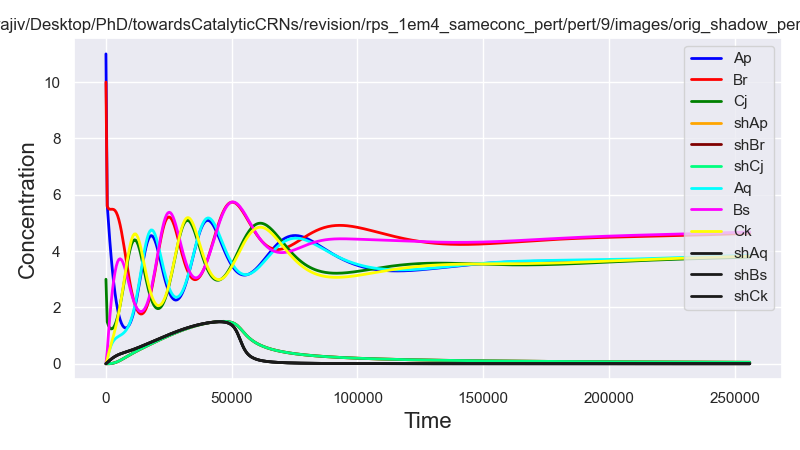 rajiv/Desktop/PhD/towardsCatalyticCRNs/revision/rps_1em4_sameconc_pert/pert/9/images/orig_shadow_per
Concentration
10
8
6
4
2
0
0
50000
100000
150000
200000
250000
Time
Ap
Br
Cj
shAp
shBr
shCj
Aq
Bs
Ck
shAq
shBs
shCk